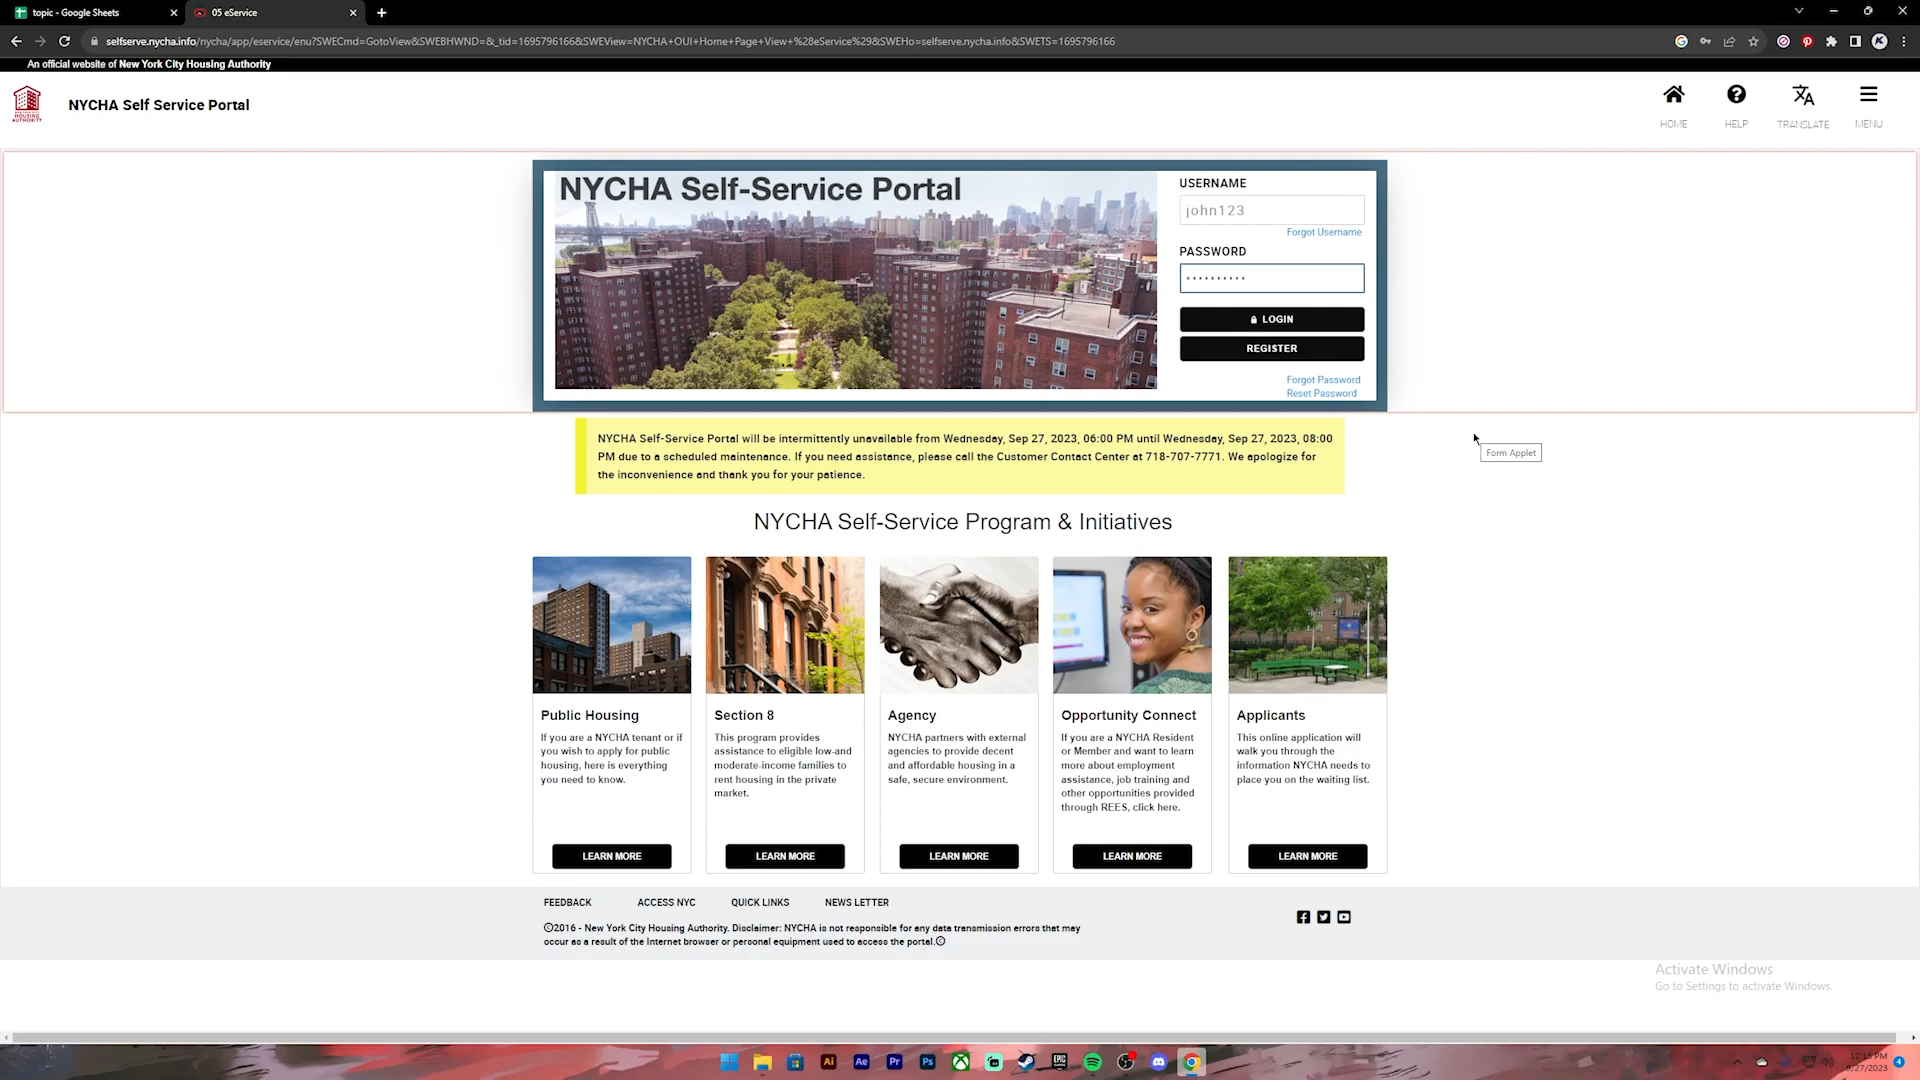 topic - Google Sheets
05 eService
selfserve.nycha.info/nycha/app/eservice/enu?SWECmd=GotoView&SWEBHWND=&_tid=1695796166&SWEView=NYCHA+OUI+Home+Page+View+%28eService%29&SWEHo=selfserve.nycha.info&SWETS=1695796166
An official website of New York City Housing Authority
HOUSING
AUTHORITY
NYCHA Self Service Portal
HOME
HELP
TRANSLATE
MENU
NYCHA Self-Service Portal
USERNAME
john123
Forgot Username
PASSWORD
LOGIN
REGISTER
Forgot Password
Reset Password
NYCHA Self-Service Portal will be intermittently unavailable from Wednesday, Sep 27, 2023, 06:00 PM until Wednesday, Sep 27, 2023, 08:00
PM due to a scheduled maintenance. If you need assistance, please call the Customer Contact Center at 718-707-7771. We apologize for
the inconvenience and thank you for your patience.
Form Applet
NYCHA Self-Service Program & Initiatives
Public Housing
If you are a NYCHA tenant or if
you wish to apply for public
housing, here is everything
you need to know.
LEARN MORE
Section 8
This program provides
assistance to eligible low-and
moderate-income families to
rent housing in the private
market.
LEARN MORE
Agency
NYCHA partners with external
agencies to provide decent
and affordable housing in a
safe, secure environment.
LEARN MORE
Opportunity Connect
If you are a NYCHA Resident
or Member and want to learn
more about employment
assistance, job training and
other opportunities provided
through REES, click here.
LEARN MORE
Applicants
This online application will
walk you through the
information NYCHA needs to
place you on the waiting list.
LEARN MORE
FEEDBACK
ACCESS NYC
QUICK LINKS
NEWS LETTER
©2016 - New York City Housing Authority. Disclaimer: NYCHA is not responsible for any data transmission errors that may
occur as a result of the Internet browser or personal equipment used to access the portal.©
Activate Windows
Go to Settings to activate Windows.
Ai
Ae
Pr
Ps
EPIC
12:15 PM
9/27/2023
4